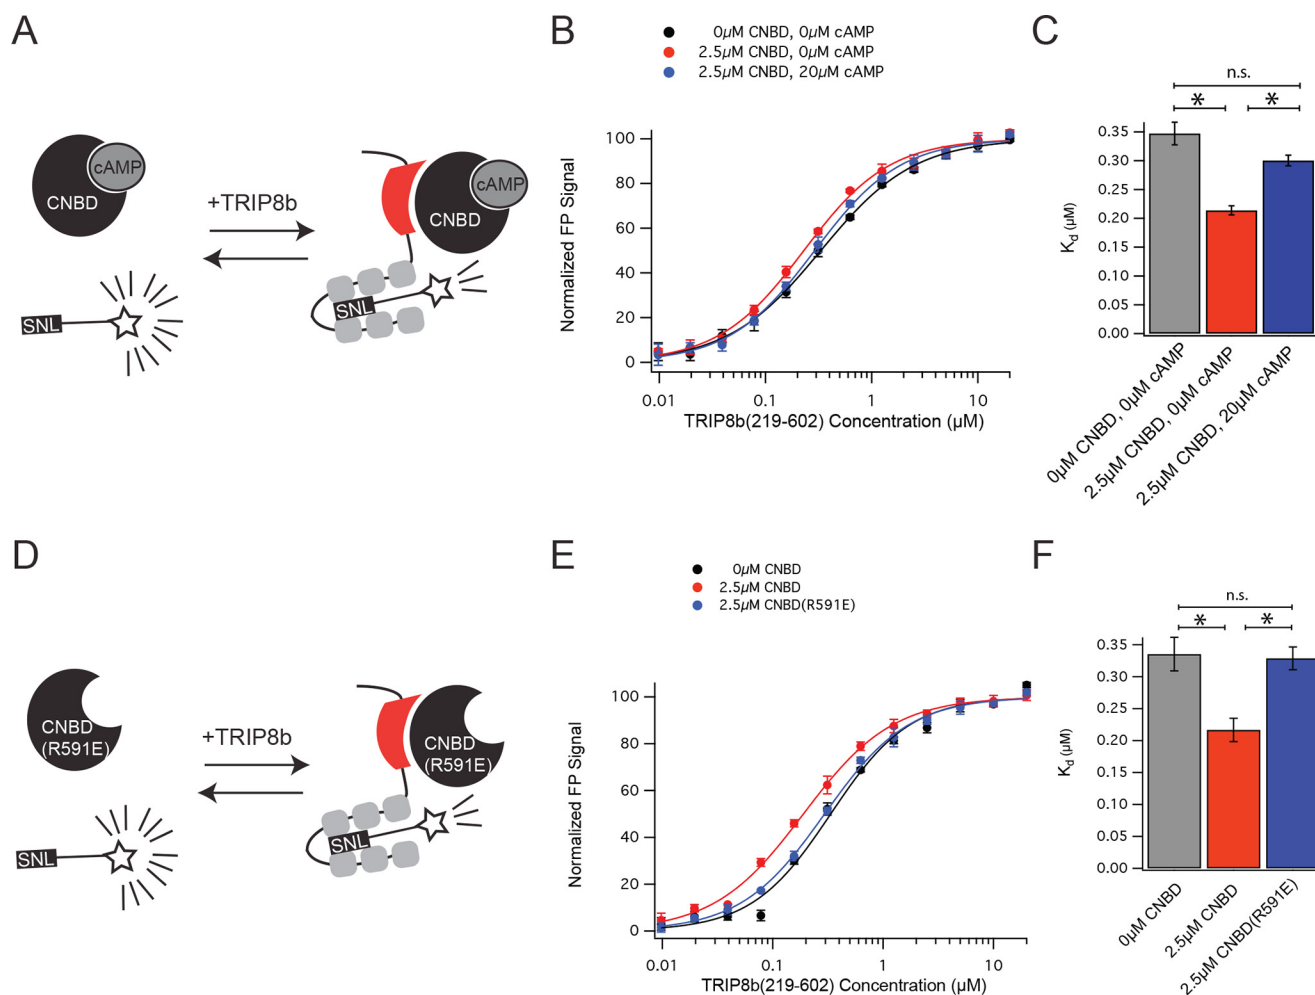 A
CNBD
cAMP
SNL
+TRIP8b
CNBD
cAMP
SNL
B
0µM CNBD, 0µM cAMP
2.5µM CNBD, 0µM cAMP
2.5µM CNBD, 20µM cAMP
Normalized FP Signal
100
80
60
40
20
0
0.01
0.1
1
10
TRIP8b(219-602) Concentration (µM)
C
n.s.
*
*
Kd (µM)
0.35
0.30
0.25
0.20
0.15
0.10
0.05
0.00
0µM CNBD, 0µM cAMP
2.5µM CNBD, 0µM cAMP
2.5µM CNBD, 20µM cAMP
D
CNBD
(R591E)
SNL
+TRIP8b
CNBD
(R591E)
SNL
E
0µM CNBD
2.5µM CNBD
2.5µM CNBD(R591E)
Normalized FP Signal
100
80
60
40
20
0
0.01
0.1
1
10
TRIP8b(219-602) Concentration (µM)
F
n.s.
*
*
Kd (µM)
0.35
0.30
0.25
0.20
0.15
0.10
0.05
0.00
0µM CNBD
2.5µM CNBD
2.5µM CNBD(R591E)